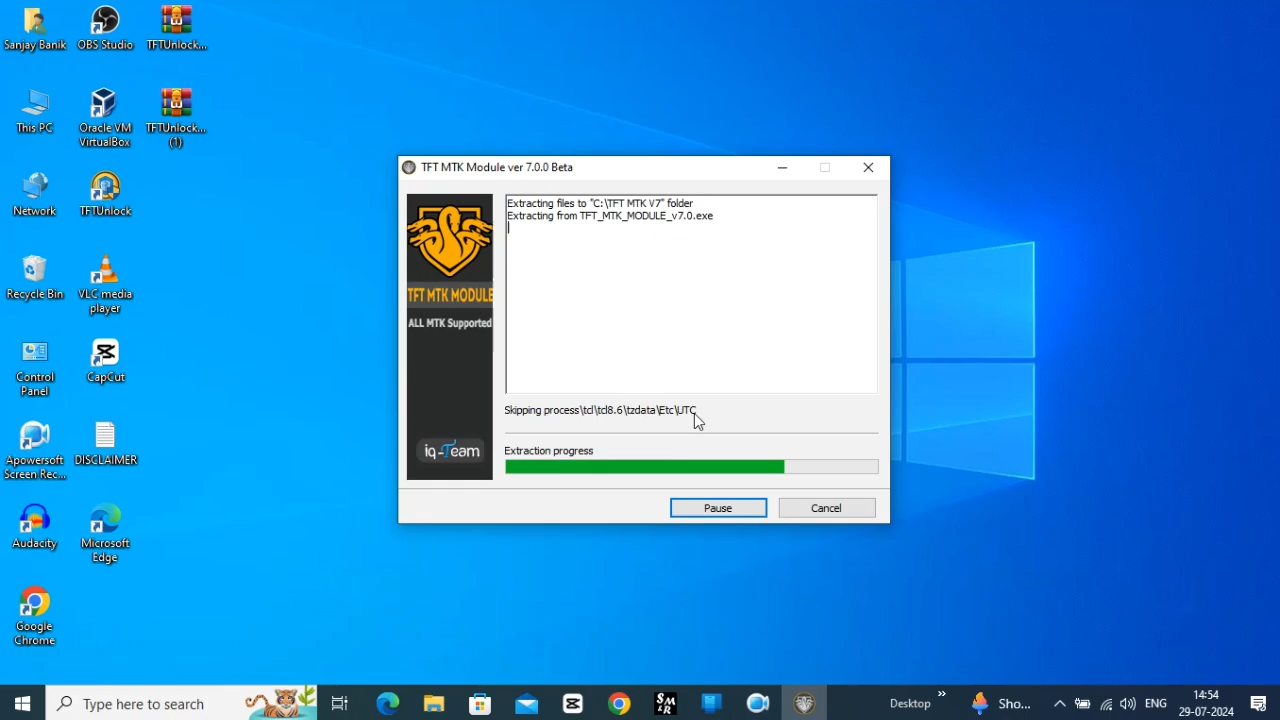 Sanjay Banik
OBS Studio
TFTUnlock...
This PC
Oracle VM
VirtualBox
TFTUnlock...
(1)
Network
TFTUnlock
Recycle Bin
VLC media
player
Control
Panel
CapCut
Apowersoft
Screen Rec...
DISCLAIMER
Audacity
Microsoft
Edge
Google
Chrome
TFT MTK Module ver 7.0.0 Beta
TFT MTK MODULE
ALL MTK Supported
iq-Team
Extracting files to "C:\TFT MTK V7" folder
Extracting from TFT_MTK_MODULE_v7.0.exe
Skipping process\tcl\tcl8.6\tzdata\Etc\UTC
Extraction progress
Pause
Cancel
Type here to search
SM
&R
Desktop
»
Sho...
ENG
14:54
29-07-2024